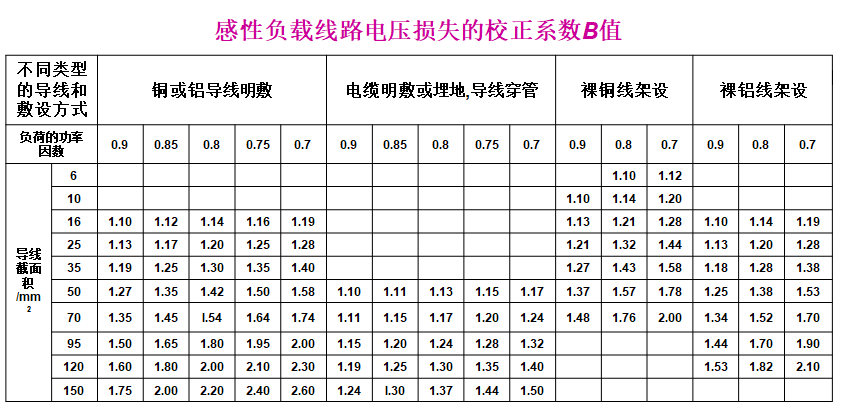 感性负载线路电压损失的校正系数B值
不同类型的导线和敷设方式 铜或铝导线明敷 电缆明敷或埋地,导线穿管 裸铜线架设 裸铝线架设
负荷的功率因数 0.9 0.85 0.8 0.75 0.7 0.9 0.85 0.8 0.75 0.7 0.9 0.8 0.7 0.9 0.8 0.7
导线截面积/mm2
6 1.10 1.12
10 1.10 1.14 1.20
16 1.10 1.12 1.14 1.16 1.19 1.13 1.21 1.28 1.10 1.14 1.19
25 1.13 1.17 1.20 1.25 1.28 1.21 1.32 1.44 1.13 1.20 1.28
35 1.19 1.25 1.30 1.35 1.40 1.27 1.43 1.58 1.18 1.28 1.38
50 1.27 1.35 1.42 1.50 1.58 1.10 1.11 1.13 1.15 1.17 1.37 1.57 1.78 1.25 1.38 1.53
70 1.35 1.45 l.54 1.64 1.74 1.11 1.15 1.17 1.20 1.24 1.48 1.76 2.00 1.34 1.52 1.70
95 1.50 1.65 1.80 1.95 2.00 1.15 1.20 1.24 1.28 1.32 1.44 1.70 1.90
120 1.60 1.80 2.00 2.10 2.30 1.19 1.25 1.30 1.35 1.40 1.53 1.82 2.10
150 1.75 2.00 2.20 2.40 2.60 1.24 l.30 1.37 1.44 1.50